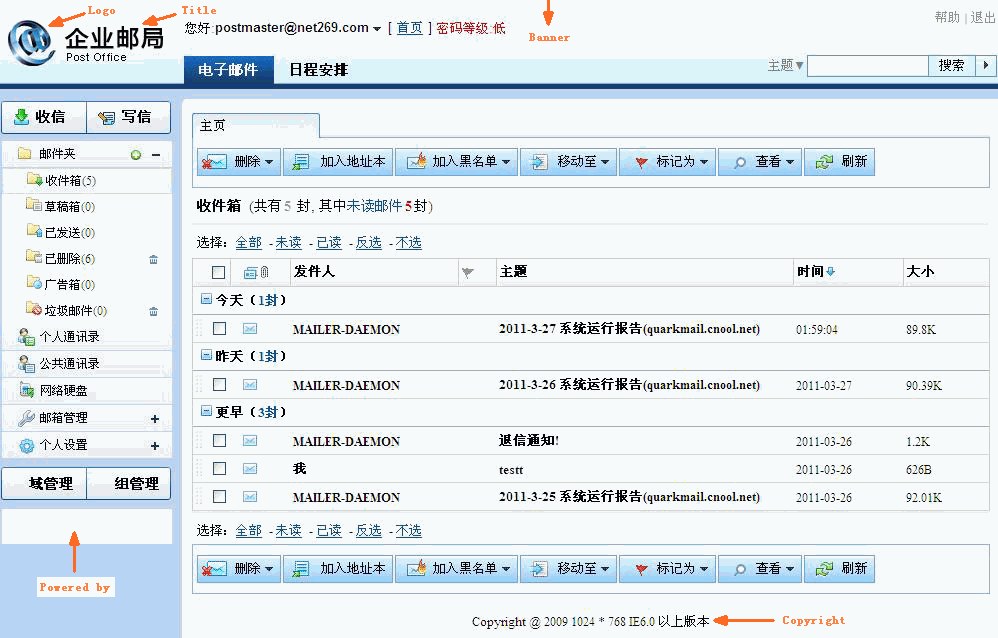 Logo
Title
企业邮局
Post Office
您好:postmaster@net269.com [ 首页 ] 密码等级:低
Banner
帮助 | 退出
电子邮件 日程安排
主题 搜索
收信 写信
邮件夹
收件箱(5)
草稿箱(0)
已发送(0)
已删除(6)
广告箱(0)
垃圾邮件(0)
个人通讯录
公共通讯录
网络硬盘
邮箱管理
个人设置
域管理 组管理
Powered by
主页
删除 加入地址本 加入黑名单 移动至 标记为 查看 刷新
收件箱 (共有 5 封, 其中未读邮件 5封)
选择: 全部 -未读 -已读 -反选 -不选
发件人 主题 时间 大小
今天（1封）
MAILER-DAEMON 2011-3-27 系统运行报告(quarkmail.cnool.net) 01:59:04 89.8K
昨天（1封）
MAILER-DAEMON 2011-3-26 系统运行报告(quarkmail.cnool.net) 2011-03-27 90.39K
更早（3封）
MAILER-DAEMON 退信通知! 2011-03-26 1.2K
我 testt 2011-03-26 626B
MAILER-DAEMON 2011-3-25 系统运行报告(quarkmail.cnool.net) 2011-03-26 92.01K
选择: 全部 -未读 -已读 -反选 -不选
删除 加入地址本 加入黑名单 移动至 标记为 查看 刷新
Copyright @ 2009 1024 * 768 IE6.0 以上版本
Copyright